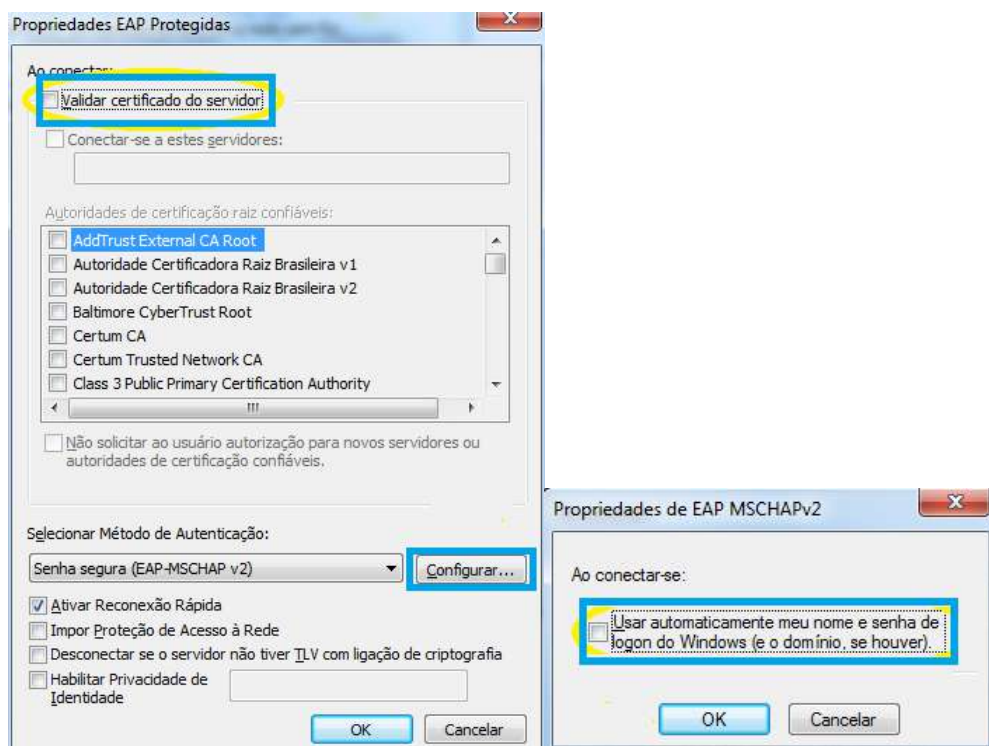 Propriedades EAP Protegidas
Ao conectar:
Validar certificado do servidor
Conectar-se a estes servidores:
Autoridades de certificação raiz confiáveis:
AddTrust External CA Root
Autoridade Certificadora Raiz Brasileira v1
Autoridade Certificadora Raiz Brasileira v2
Baltimore CyberTrust Root
Certum CA
Certum Trusted Network CA
Class 3 Public Primary Certification Authority
Não solicitar ao usuário autorização para novos servidores ou
autoridades de certificação confiáveis.
Selecionar Método de Autenticação:
Senha segura (EAP-MSCHAP v2)
Configurar...
Ativar Reconexão Rápida
Impor Proteção de Acesso à Rede
Desconectar se o servidor não tiver TLV com ligação de criptografia
Habilitar Privacidade de
Identidade
OK
Cancelar
Propriedades de EAP MSCHAPv2
Ao conectar-se:
Usar automaticamente meu nome e senha de
logon do Windows (e o domínio, se houver).
OK
Cancelar